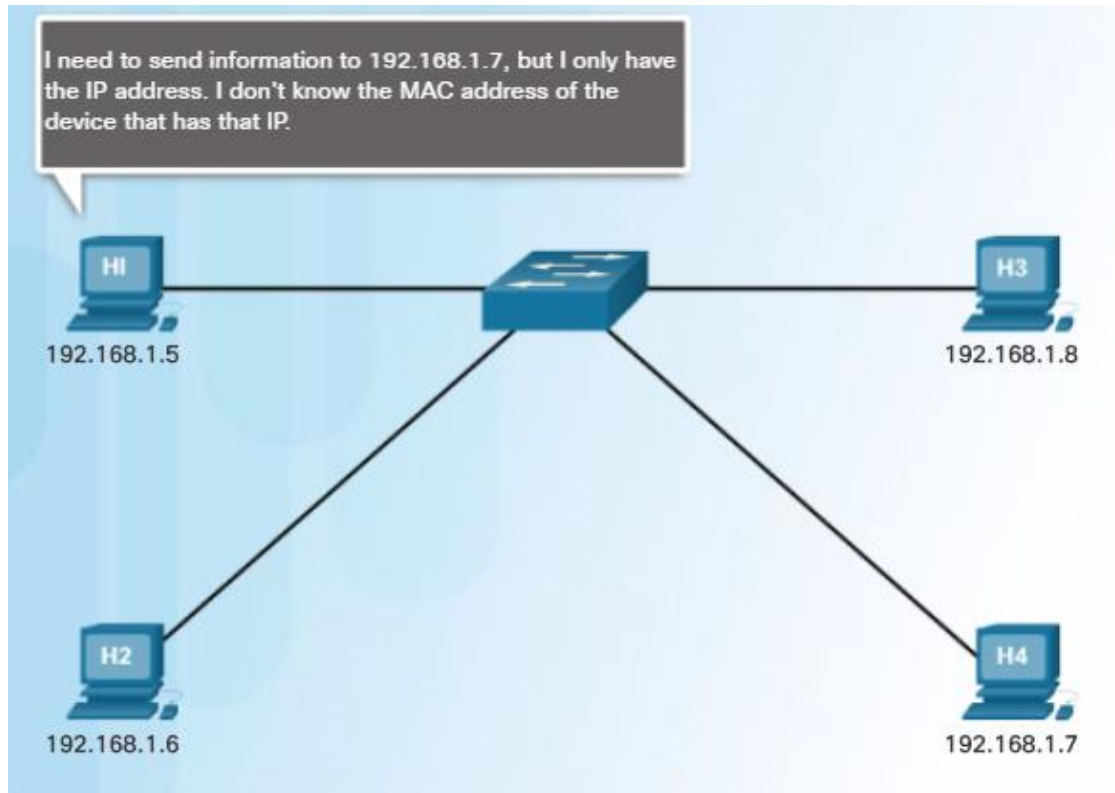 I need to send information to 192.168.1.7, but I only have
the IP address. I don't know the MAC address of the
device that has that IP.
H1
H3
192.168.1.5
192.168.1.8
H2
H4
192.168.1.6
192.168.1.7